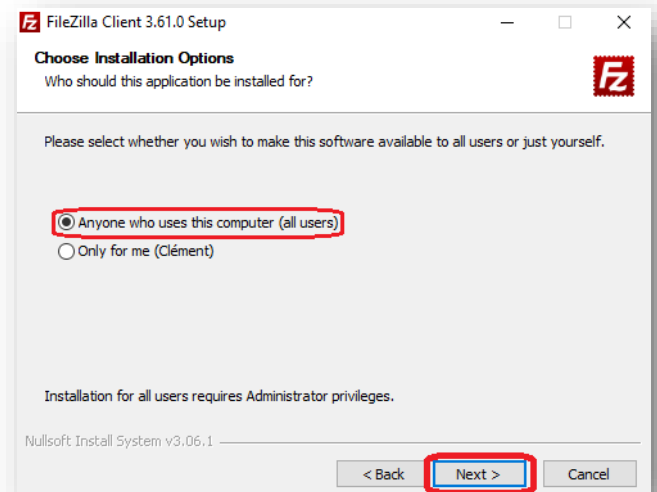 FileZilla Client 3.61.0 Setup
Choose Installation Options
Who should this application be installed for?
Fz
Please select whether you wish to make this software available to all users or just yourself.
Anyone who uses this computer (all users)
Only for me (Clément)
Installation for all users requires Administrator privileges.
Nullsoft Install System v3.06.1
< Back Next > Cancel